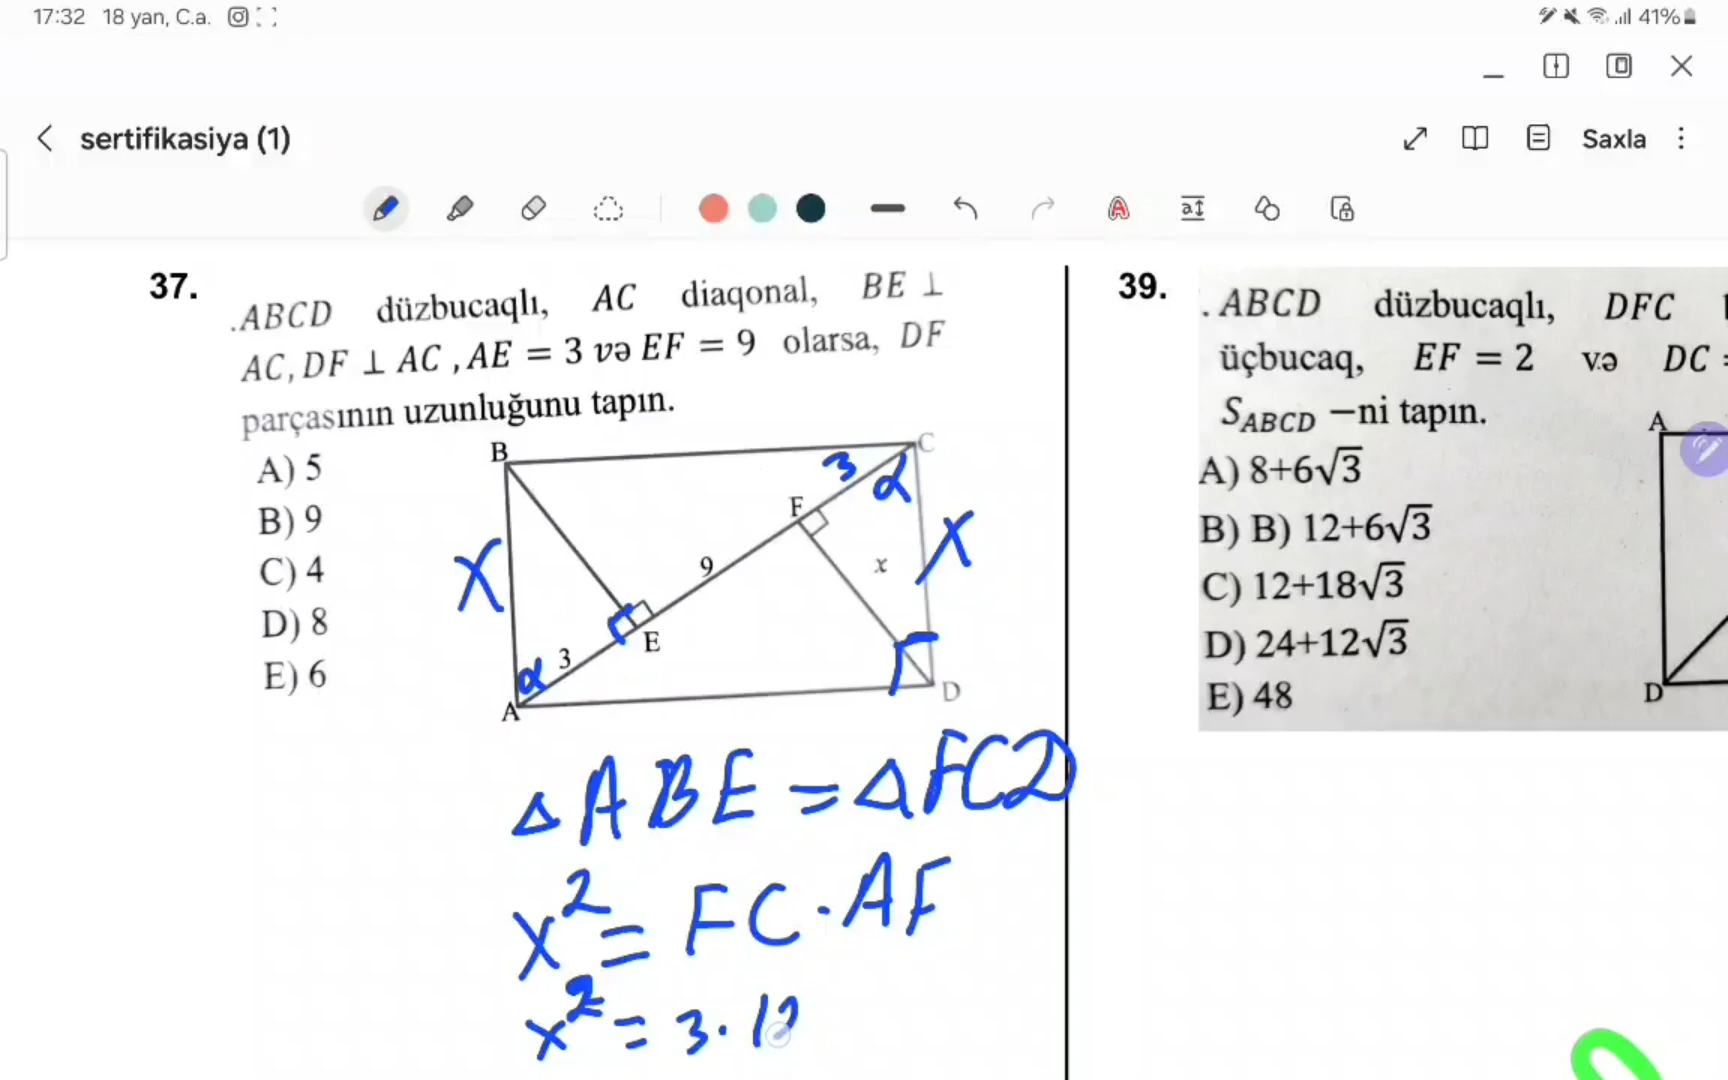 17:32 18 yan, C.a.
41%
sertifikasiya (1)
Saxla
37.
.ABCD düzbucaqlı, AC diaqonal, BE ⊥
AC, DF ⊥ AC , AE = 3 və EF = 9 olarsa, DF
parçasının uzunluğunu tapın.
A) 5
B) 9
C) 4
D) 8
E) 6
B
C
3
α
F
X
X
9
x
E
3
α
A
D
△ABE = △FCD
x² = FC · AF
x² = 3 · 12
39.
. ABCD düzbucaqlı, DFC
üçbucaq, EF = 2 və DC =
S_ABCD −ni tapın.
A) 8+6√3
B) B) 12+6√3
C) 12+18√3
D) 24+12√3
E) 48
A
D